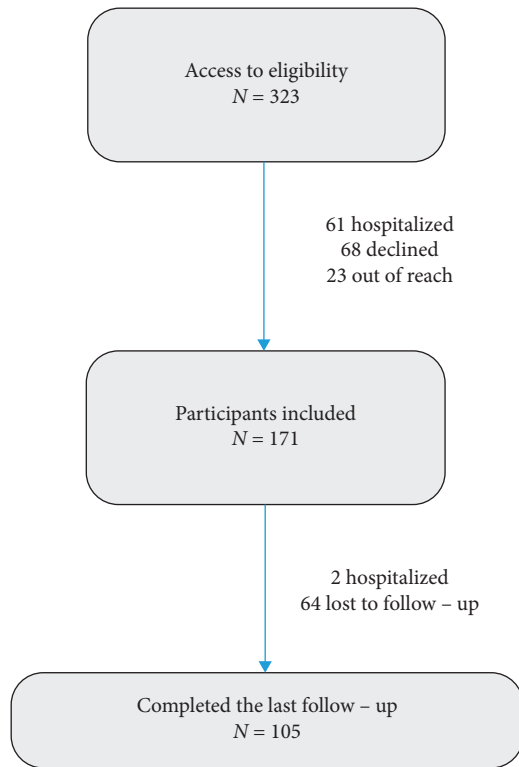 Access to eligibility
N = 323
61 hospitalized
68 declined
23 out of reach
Participants included
N = 171
2 hospitalized
64 lost to follow – up
Completed the last follow – up
N = 105